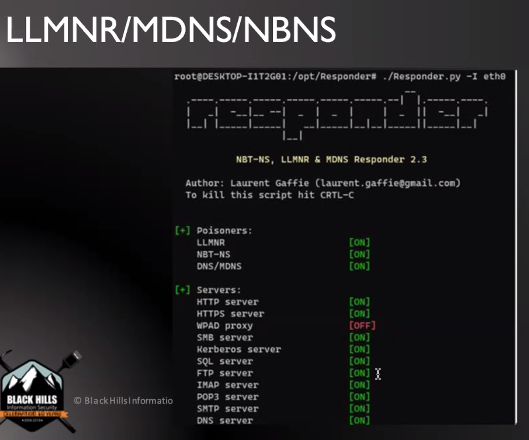 LLMNR/MDNS/NBNS
root@DESKTOP-I1T2G01:/opt/Responder# ./Responder.py -I eth0
responder
NBT-NS, LLMNR & MDNS Responder 2.3
Author: Laurent Gaffie (laurent.gaffie@gmail.com)
To kill this script hit CRTL-C
[+] Poisoners:
LLMNR [ON]
NBT-NS [ON]
DNS/MDNS [ON]
[+] Servers:
HTTP server [ON]
HTTPS server [ON]
WPAD proxy [OFF]
SMB server [ON]
Kerberos server [ON]
SQL server [ON]
FTP server [ON]
IMAP server [ON]
POP3 server [ON]
SMTP server [ON]
DNS server [ON]
BLACK HILLS
Information Security
© Black Hills Informatio